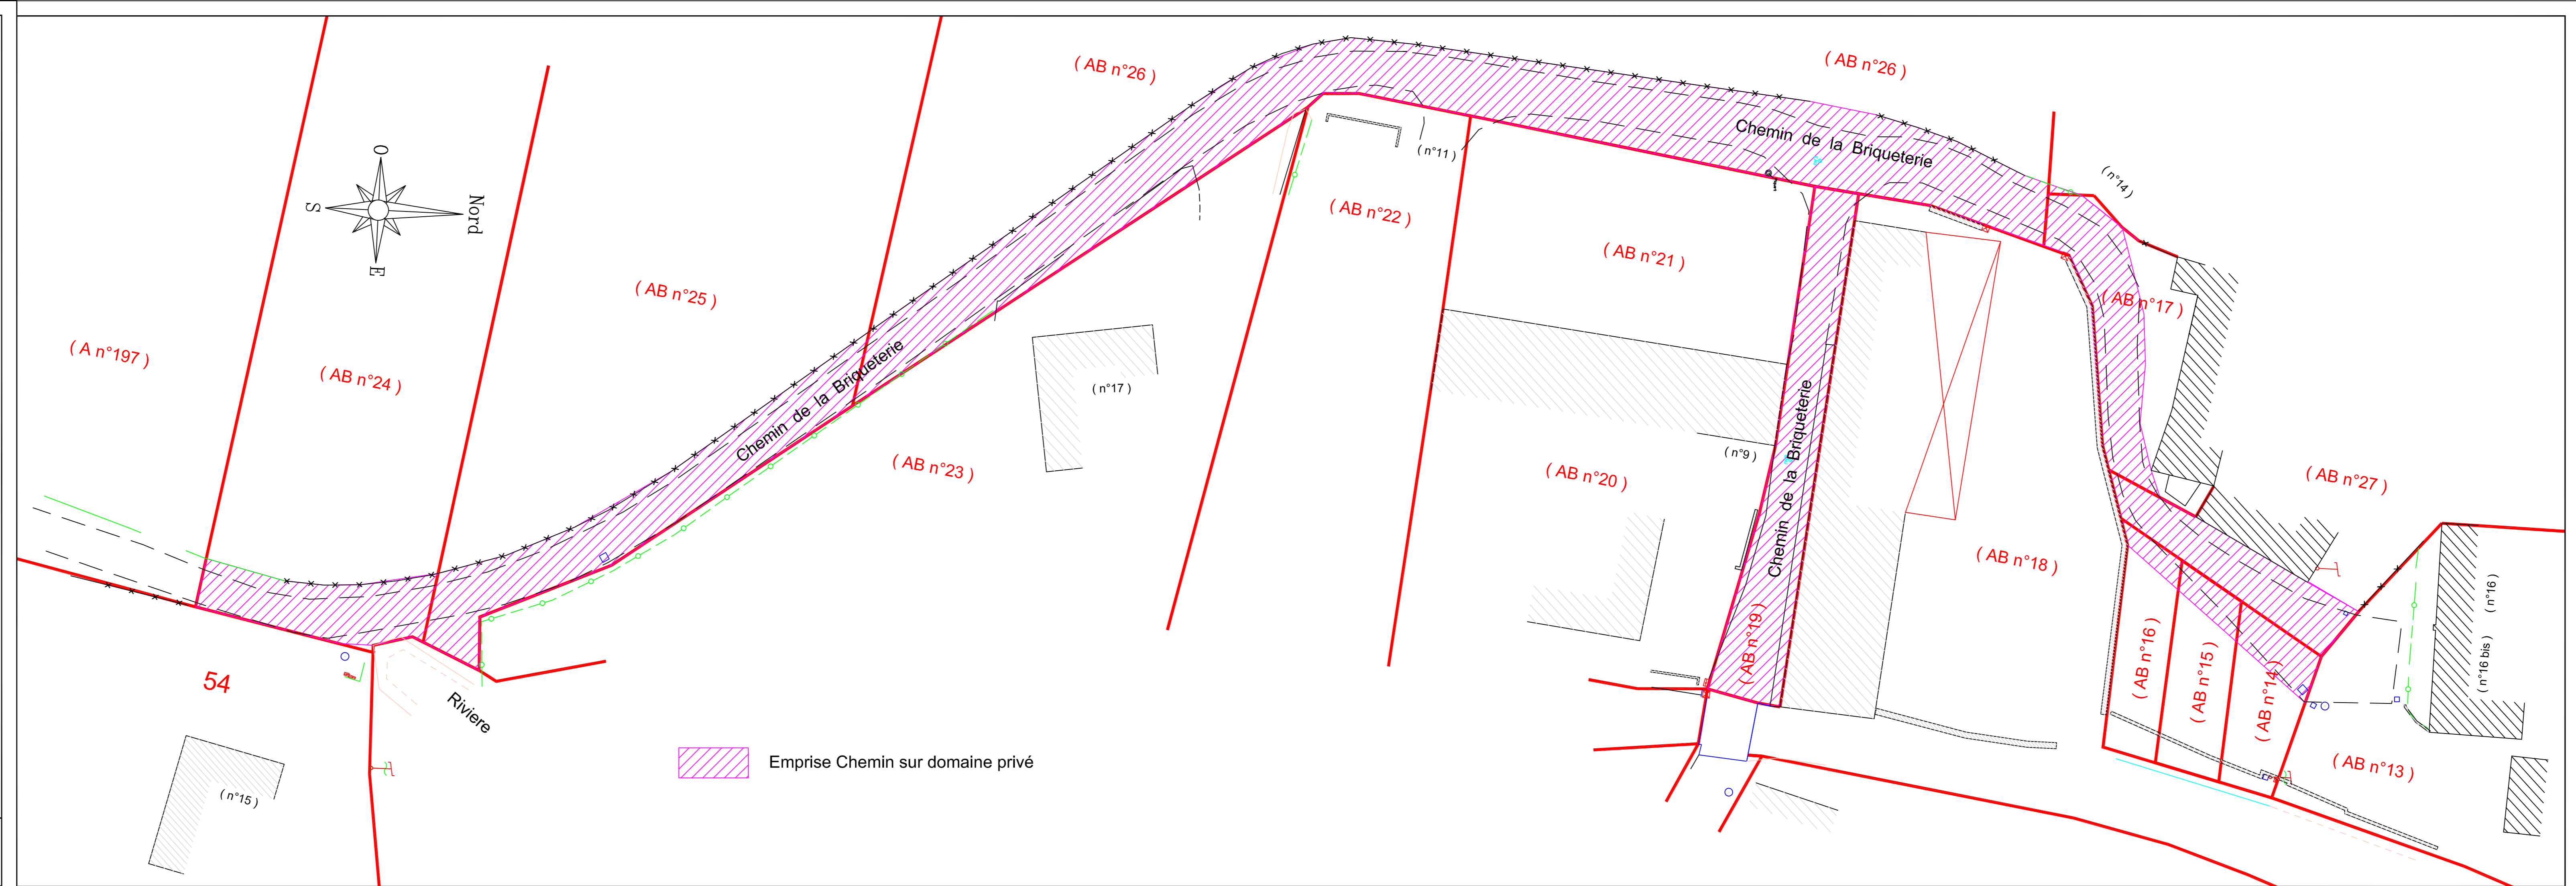 ( AB n°26 )
( AB n°26 )
Chemin de la Briqueterie
( n°11 )
( n°14 )
O
S
Nord
E
( AB n°22 )
( AB n°21 )
( AB n°25 )
( AB n°17 )
( A n°197 )
( AB n°24 )
Chemin de la Briqueterie
( n°17 )
( AB n°23 )
( AB n°20 )
( n°9 )
Chemin de la Briqueterie
( AB n°27 )
( AB n°18 )
( n°16 )
( n°16 bis )
( AB n°19 )
( AB n°16 )
( AB n°15 )
( AB n°14 )
54
Riviere
Emprise Chemin sur domaine privé
( AB n°13 )
( n°15 )